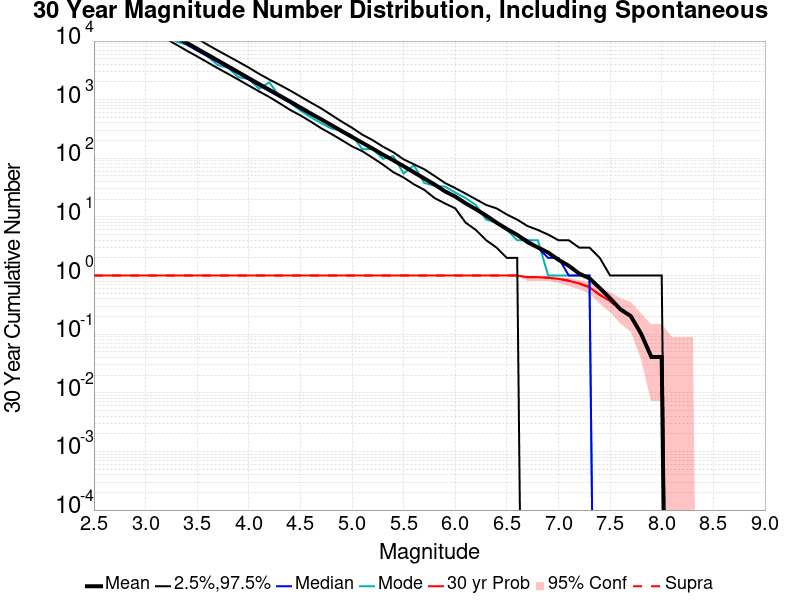 30 Year Magnitude Number Distribution, Including Spontaneous
10^4
10^3
10^2
10^1
10^0
10^-1
10^-2
10^-3
10^-4
30 Year Cumulative Number
2.5 3.0 3.5 4.0 4.5 5.0 5.5 6.0 6.5 7.0 7.5 8.0 8.5 9.0
Magnitude
Mean 2.5%,97.5% Median Mode 30 yr Prob 95% Conf Supra